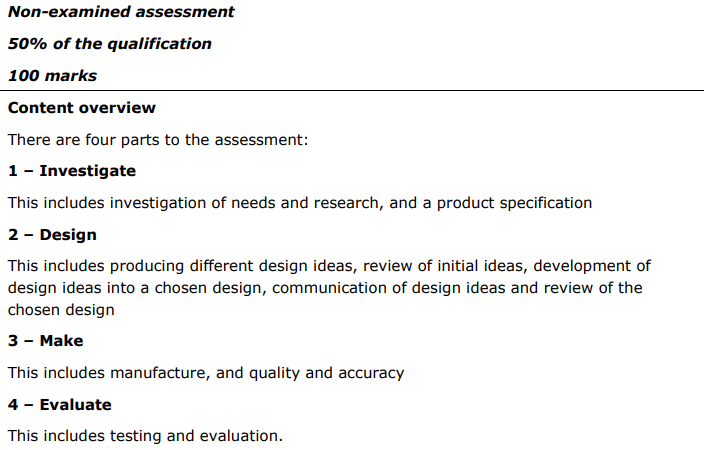 Non-examined assessment
50% of the qualification
100 marks
Content overview
There are four parts to the assessment:
1 – Investigate
This includes investigation of needs and research, and a product specification
2 – Design
This includes producing different design ideas, review of initial ideas, development of
design ideas into a chosen design, communication of design ideas and review of the
chosen design
3 – Make
This includes manufacture, and quality and accuracy
4 – Evaluate
This includes testing and evaluation.